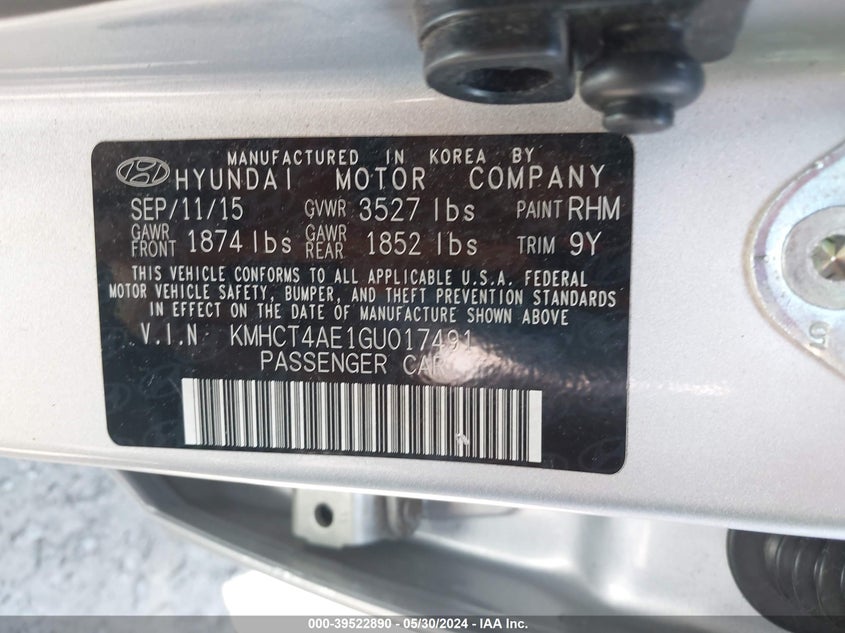 MANUFACTURED IN KOREA BY
HYUNDAI MOTOR COMPANY
SEP/11/15 GVWR 3527 lbs PAINT RHM
GAWR FRONT 1874 lbs GAWR REAR 1852 lbs TRIM 9Y
THIS VEHICLE CONFORMS TO ALL APPLICABLE U.S.A. FEDERAL
MOTOR VEHICLE SAFETY, BUMPER, AND THEFT PREVENTION STANDARDS
IN EFFECT ON THE DATE OF MANUFACTURE SHOWN ABOVE
V.I.N KMHCT4AE1GU017491
PASSENGER CAR
000-39522890 - 05/30/2024 - IAA Inc.